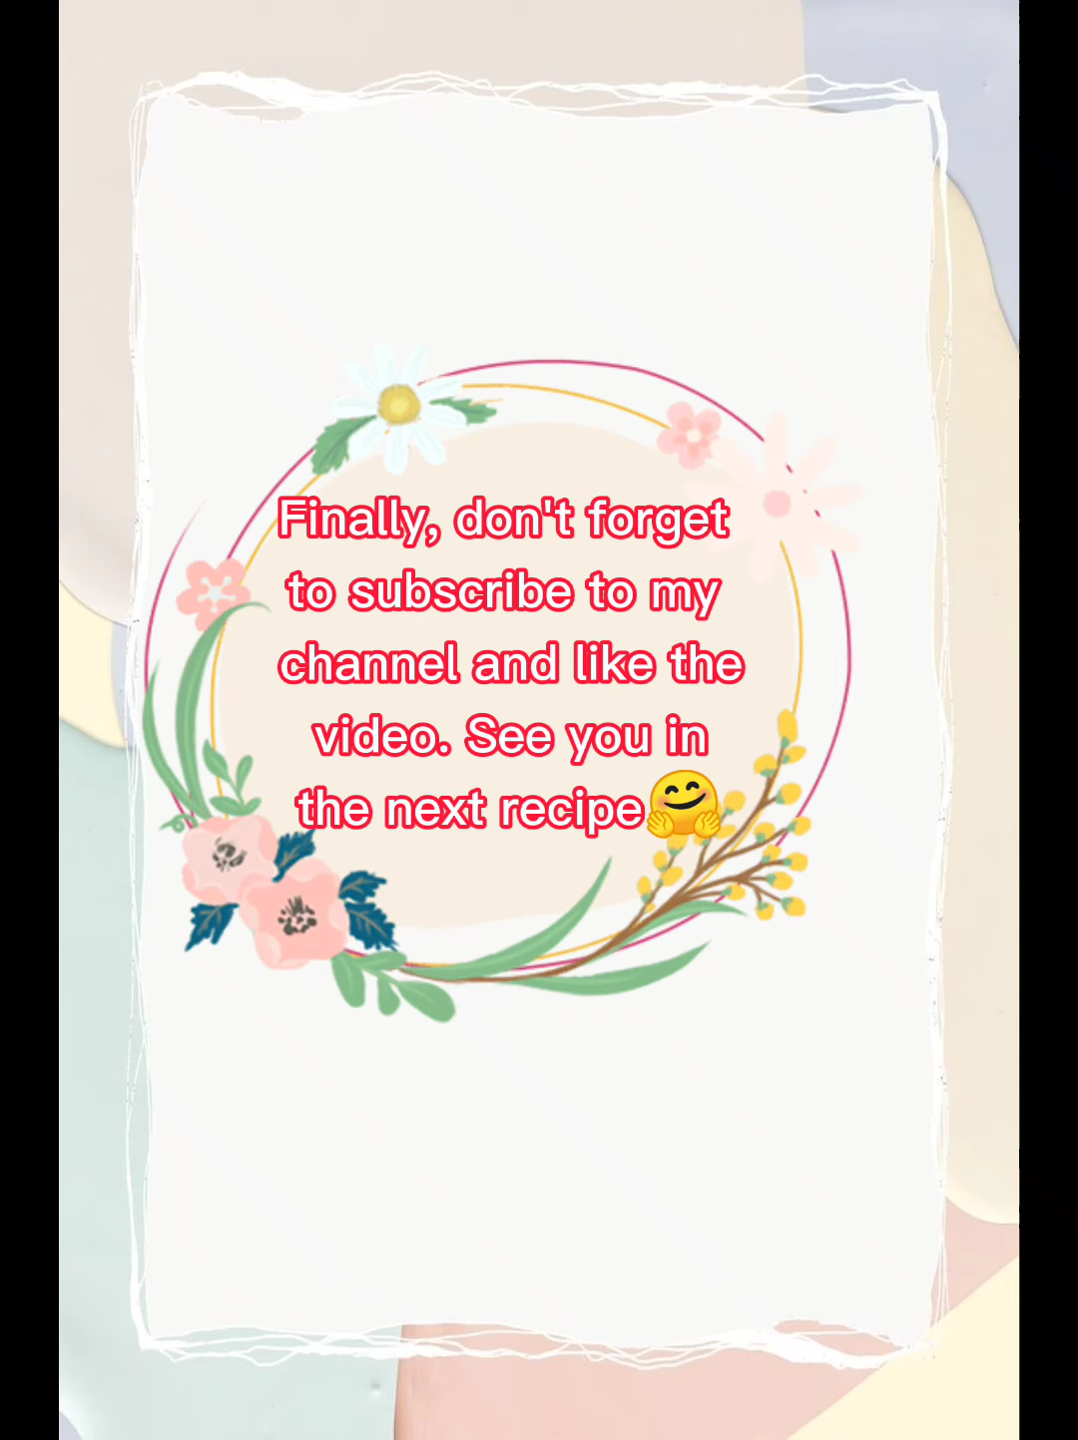 Finally, don't forget
to subscribe to my
channel and like the
video. See you in
the next recipe🤗